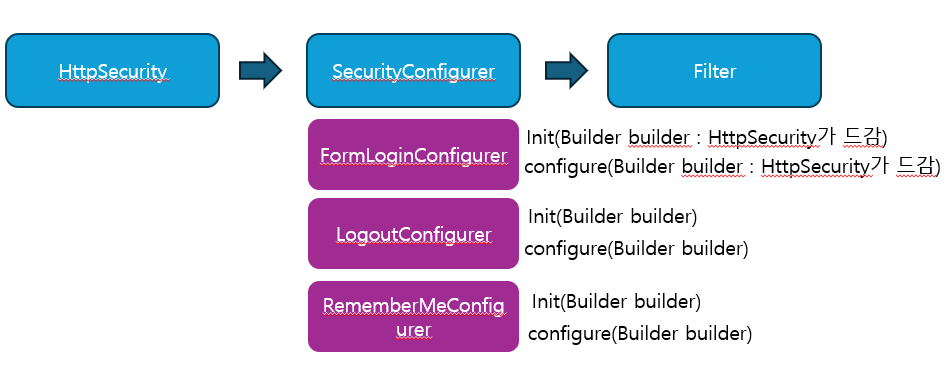 HttpSecurity
SecurityConfigurer
Filter
FormLoginConfigurer
Init(Builder builder : HttpSecurity가 드감)
configure(Builder builder : HttpSecurity가 드감)
LogoutConfigurer
Init(Builder builder)
configure(Builder builder)
RememberMeConfig
urer
Init(Builder builder)
configure(Builder builder)